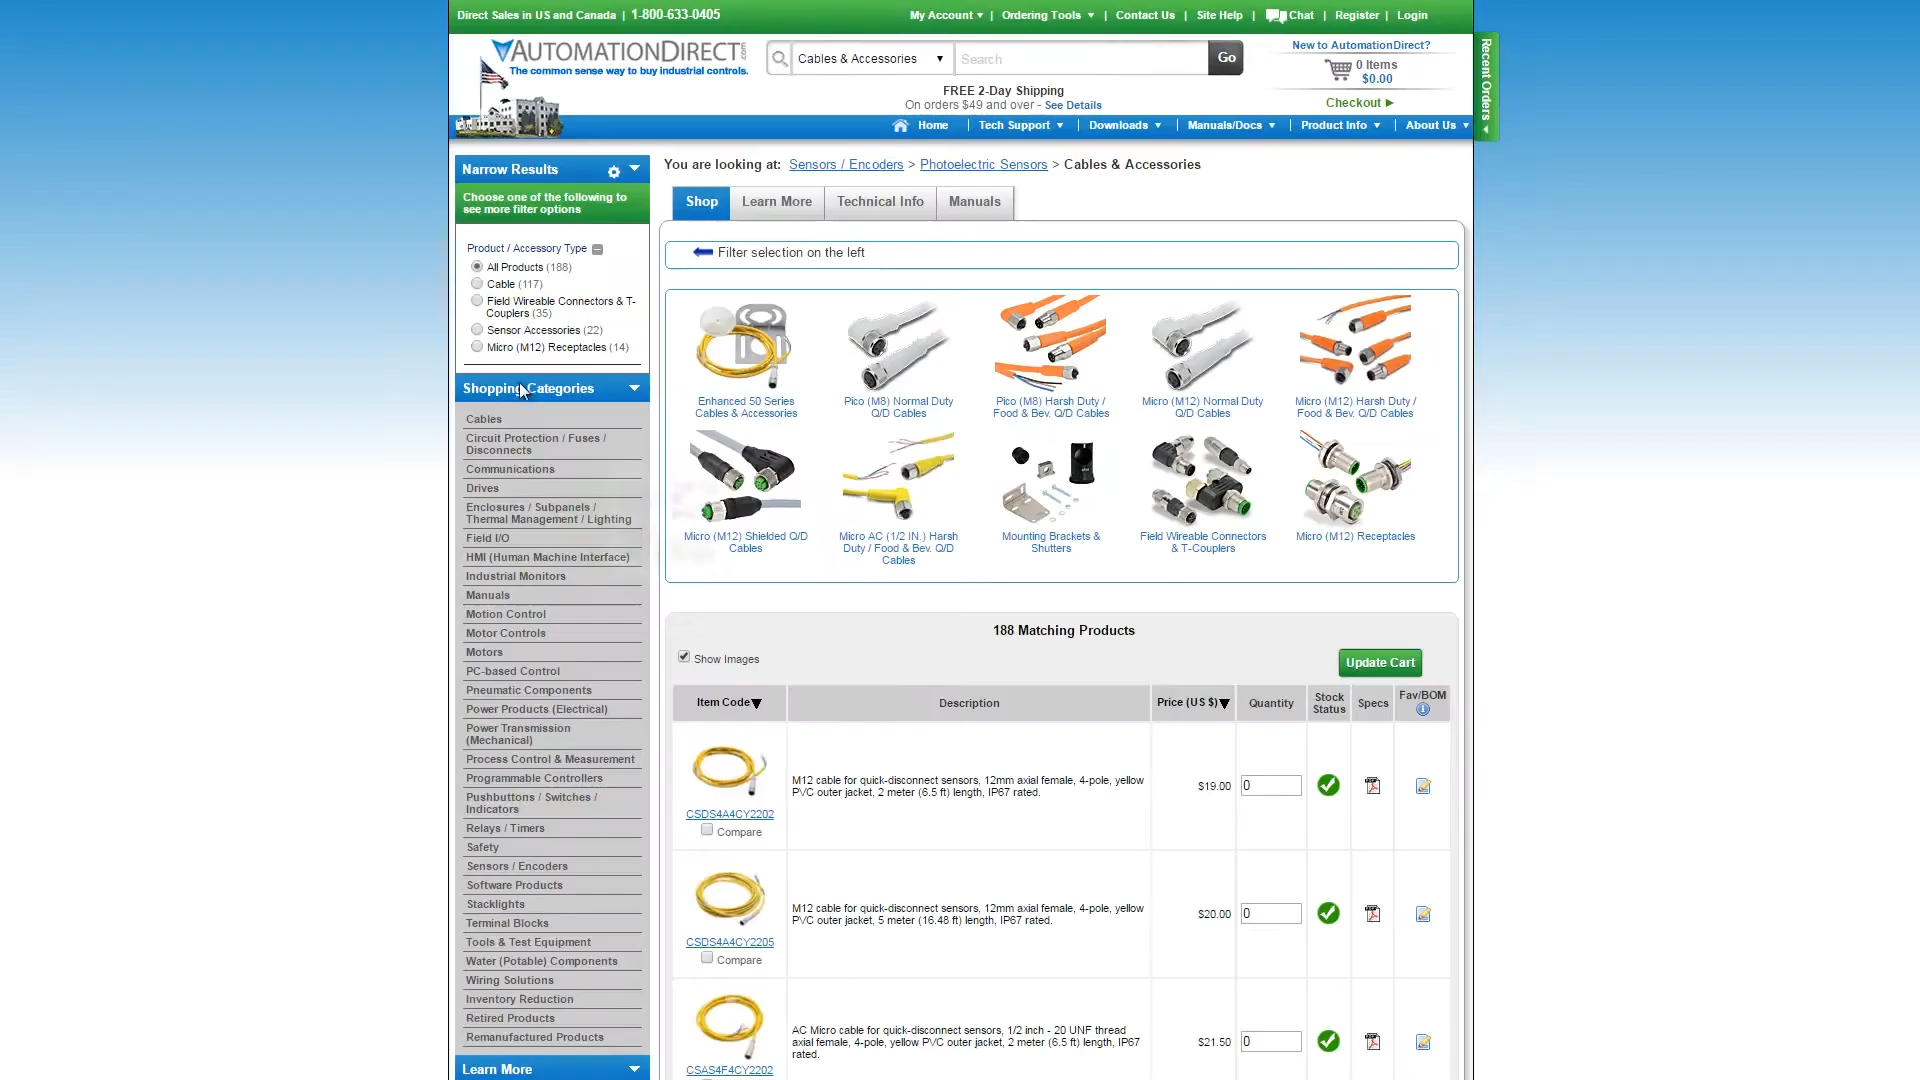 Direct Sales in US and Canada | 1-800-633-0405
My Account ▾ | Ordering Tools ▾ | Contact Us | Site Help | Chat | Register | Login
AUTOMATIONDIRECT.com
The common sense way to buy industrial controls.
Cables & Accessories ▾ Search Go
FREE 2-Day Shipping
On orders $49 and over - See Details
New to AutomationDirect?
0 Items
$0.00
Checkout ▸
Recent Orders
Home | Tech Support ▾ | Downloads ▾ | Manuals/Docs ▾ | Product Info ▾ | About Us ▾
Narrow Results
Choose one of the following to
see more filter options
Product / Accessory Type
All Products (188)
Cable (117)
Field Wireable Connectors & T-
Couplers (35)
Sensor Accessories (22)
Micro (M12) Receptacles (14)
Shopping Categories
Cables
Circuit Protection / Fuses /
Disconnects
Communications
Drives
Enclosures / Subpanels /
Thermal Management / Lighting
Field I/O
HMI (Human Machine Interface)
Industrial Monitors
Manuals
Motion Control
Motor Controls
Motors
PC-based Control
Pneumatic Components
Power Products (Electrical)
Power Transmission
(Mechanical)
Process Control & Measurement
Programmable Controllers
Pushbuttons / Switches /
Indicators
Relays / Timers
Safety
Sensors / Encoders
Software Products
Stacklights
Terminal Blocks
Tools & Test Equipment
Water (Potable) Components
Wiring Solutions
Inventory Reduction
Retired Products
Remanufactured Products
Learn More
You are looking at: Sensors / Encoders > Photoelectric Sensors > Cables & Accessories
Shop Learn More Technical Info Manuals
Filter selection on the left
Enhanced 50 Series
Cables & Accessories
Pico (M8) Normal Duty
Q/D Cables
Pico (M8) Harsh Duty /
Food & Bev. Q/D Cables
Micro (M12) Normal Duty
Q/D Cables
Micro (M12) Harsh Duty /
Food & Bev. Q/D Cables
Micro (M12) Shielded Q/D
Cables
Micro AC (1/2 IN.) Harsh
Duty / Food & Bev. Q/D
Cables
Mounting Brackets &
Shutters
Field Wireable Connectors
& T-Couplers
Micro (M12) Receptacles
188 Matching Products
Show Images
Update Cart
Item Code Description Price (US $) Quantity Stock Status Specs Fav/BOM
M12 cable for quick-disconnect sensors, 12mm axial female, 4-pole, yellow
PVC outer jacket, 2 meter (6.5 ft) length, IP67 rated.
$19.00 0
CSDS4A4CY2202
Compare
M12 cable for quick-disconnect sensors, 12mm axial female, 4-pole, yellow
PVC outer jacket, 5 meter (16.48 ft) length, IP67 rated.
$20.00 0
CSDS4A4CY2205
Compare
AC Micro cable for quick-disconnect sensors, 1/2 inch - 20 UNF thread
axial female, 4-pole, yellow PVC outer jacket, 2 meter (6.5 ft) length, IP67
rated.
$21.50 0
CSAS4F4CY2202